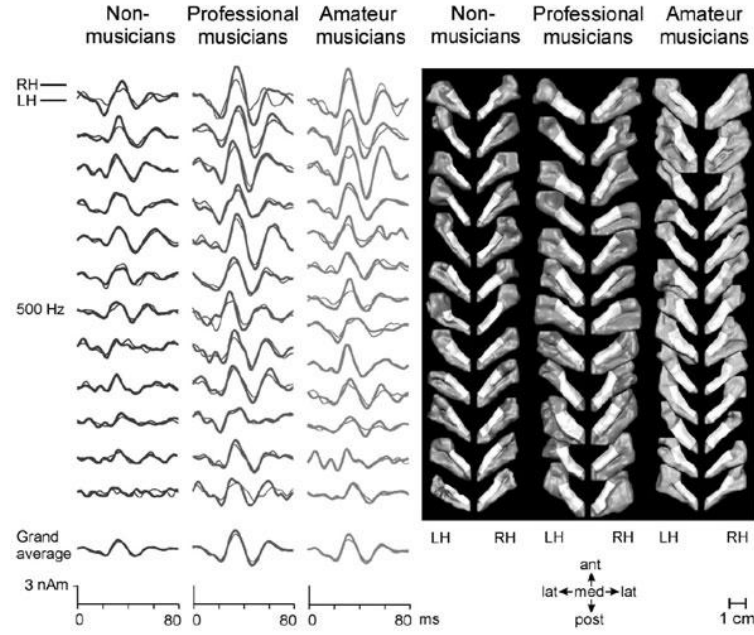 Non-
musicians
Professional
musicians
Amateur
musicians
Non-
musicians
Professional
musicians
Amateur
musicians
RH
LH
500 Hz
Grand
average
3 nAm
0 80 0 80 0 80 ms
LH RH LH RH LH RH
ant
lat med lat
post
1 cm